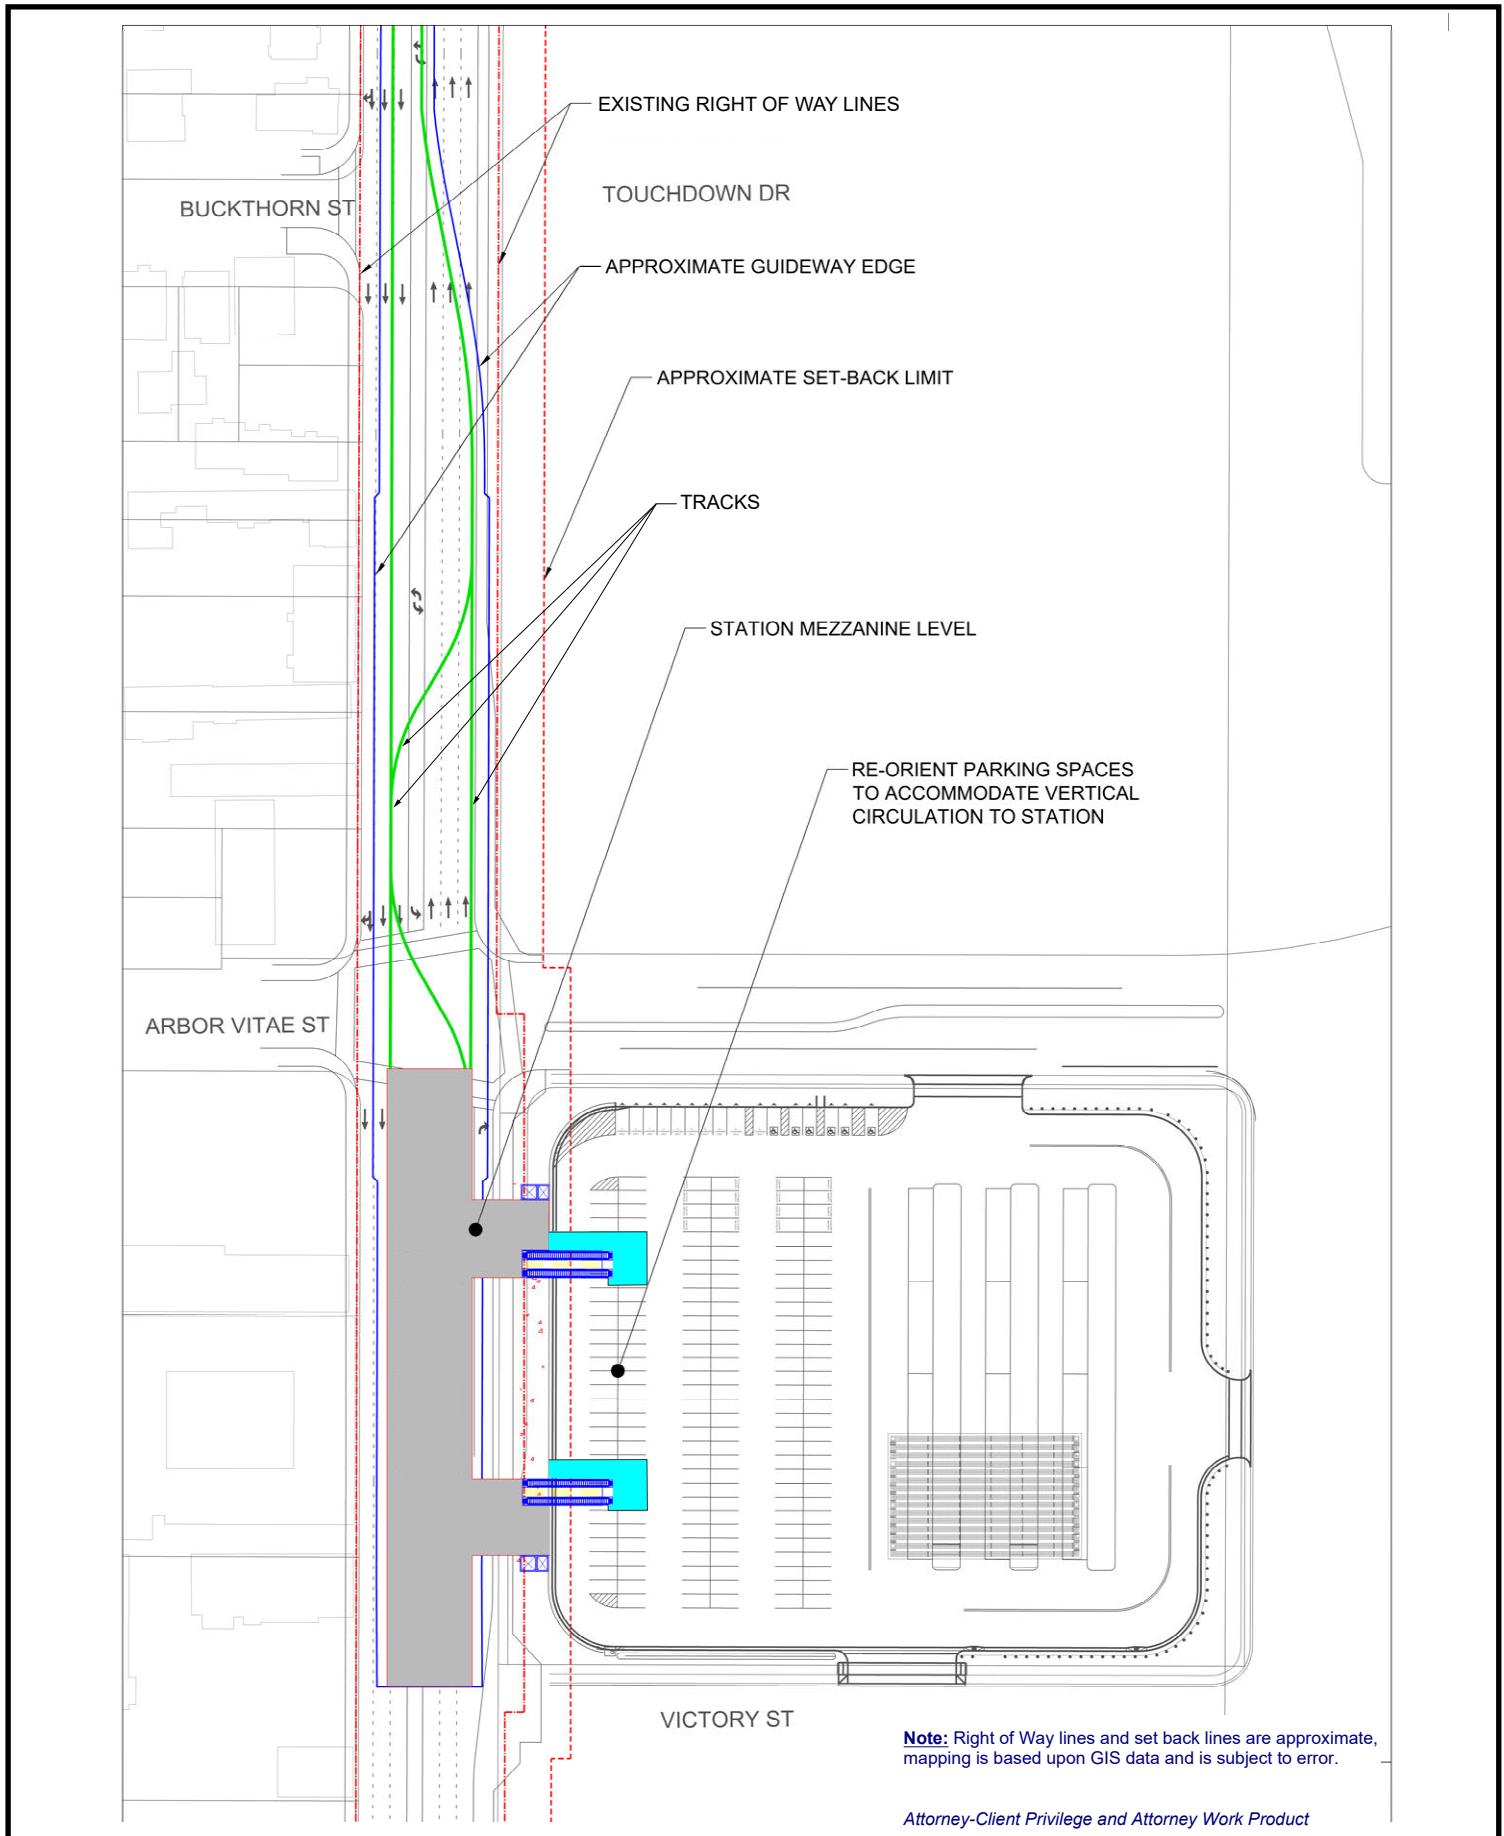 EXISTING RIGHT OF WAY LINES
TOUCHDOWN DR
BUCKTHORN ST
APPROXIMATE GUIDEWAY EDGE
APPROXIMATE SET-BACK LIMIT
TRACKS
STATION MEZZANINE LEVEL
RE-ORIENT PARKING SPACES
TO ACCOMMODATE VERTICAL
CIRCULATION TO STATION
ARBOR VITAE ST
VICTORY ST
Note: Right of Way lines and set back lines are approximate,
mapping is based upon GIS data and is subject to error.
Attorney-Client Privilege and Attorney Work Product